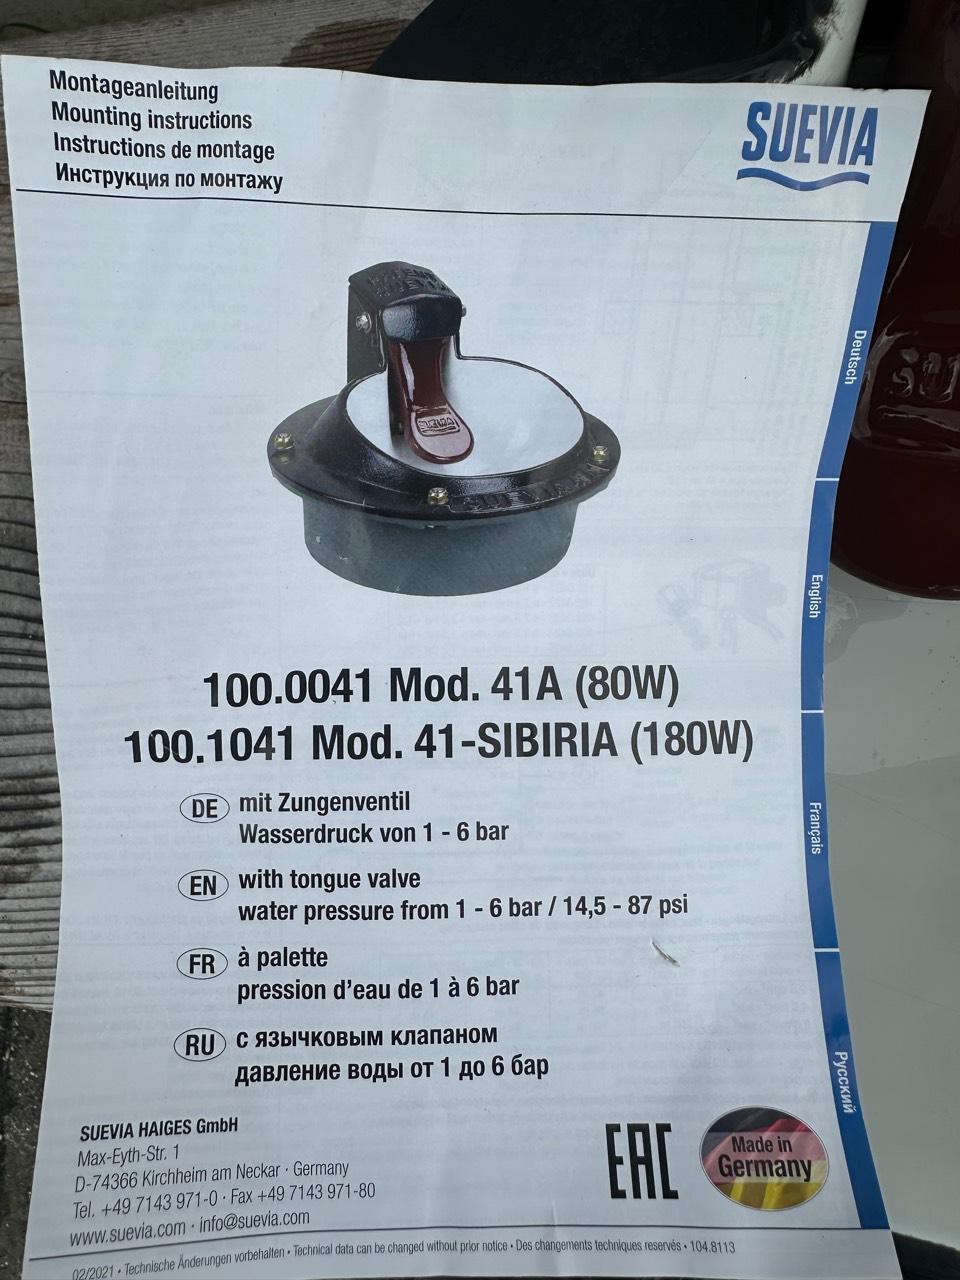 Montageanleitung
Mounting instructions
Instructions de montage
Инструкция по монтажу
SUEVIA
SUEVIA
Deutsch
English
Français
Русский
100.0041 Mod. 41A (80W)
100.1041 Mod. 41-SIBIRIA (180W)
DE mit Zungenventil
Wasserdruck von 1 - 6 bar
EN with tongue valve
water pressure from 1 - 6 bar / 14,5 - 87 psi
FR à palette
pression d'eau de 1 à 6 bar
RU с язычковым клапаном
давление воды от 1 до 6 бар
SUEVIA HAIGES GmbH
Max-Eyth-Str. 1
D-74366 Kirchheim am Neckar · Germany
Tel. +49 7143 971-0 · Fax +49 7143 971-80
www.suevia.com · info@suevia.com
EAC
Made in
Germany
02/2021 • Technische Änderungen vorbehalten • Technical data can be changed without prior notice • Des changements techniques reservés • 104.8113